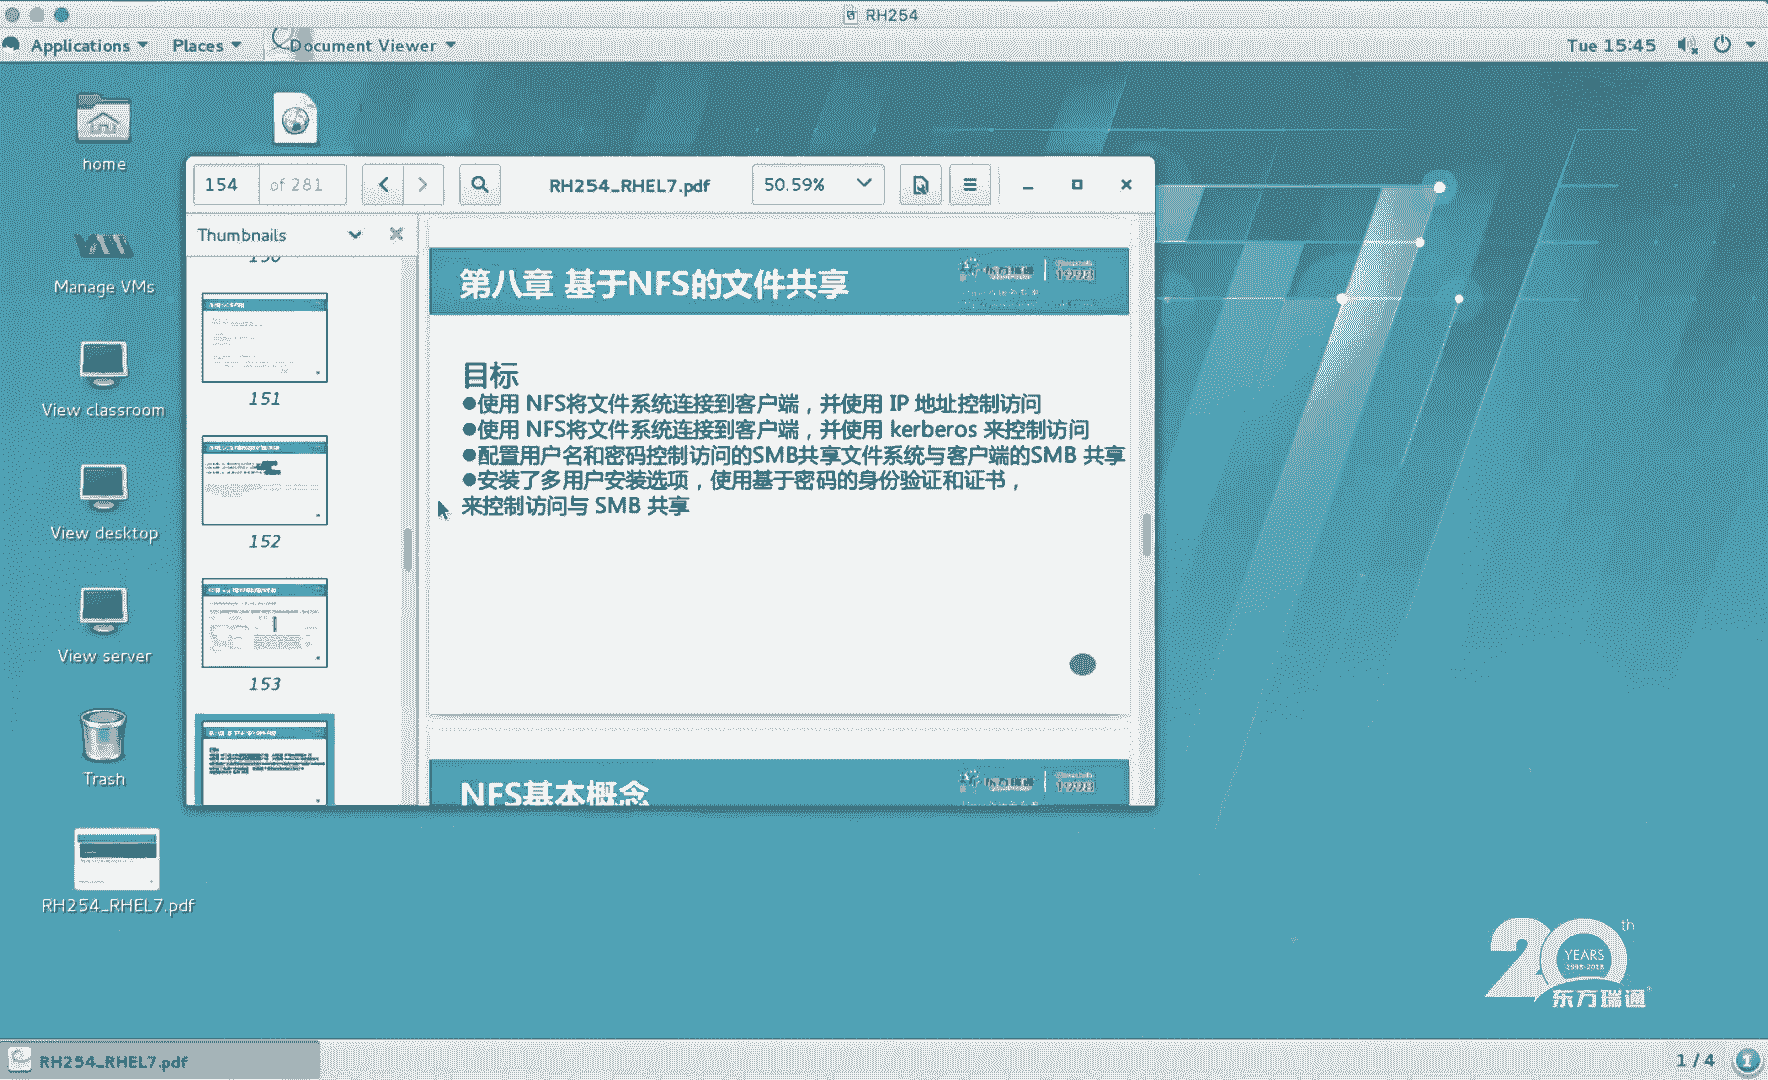 RH254
Applications
Places
Document Viewer
Tue 15:45
home
Manage VMs
View classroom
View desktop
View server
Trash
RH254_RHEL7.pdf
154
of 281
RH254_RHEL7.pdf
50.59%
Thumbnails
150
151
152
153
第八章 基于NFS的文件共享
1998
目标
●使用 NFS将文件系统连接到客户端，并使用 IP 地址控制访问
●使用 NFS将文件系统连接到客户端，并使用 kerberos 来控制访问
●配置用户名和密码控制访问的SMB共享文件系统与客户端的SMB 共享
●安装了多用户安装选项，使用基于密码的身份验证和证书，
来控制访问与 SMB 共享
NFS基本概念
1998
20th
YEARS
1998-2018
东方瑞通
RH254_RHEL7.pdf
1 / 4
1